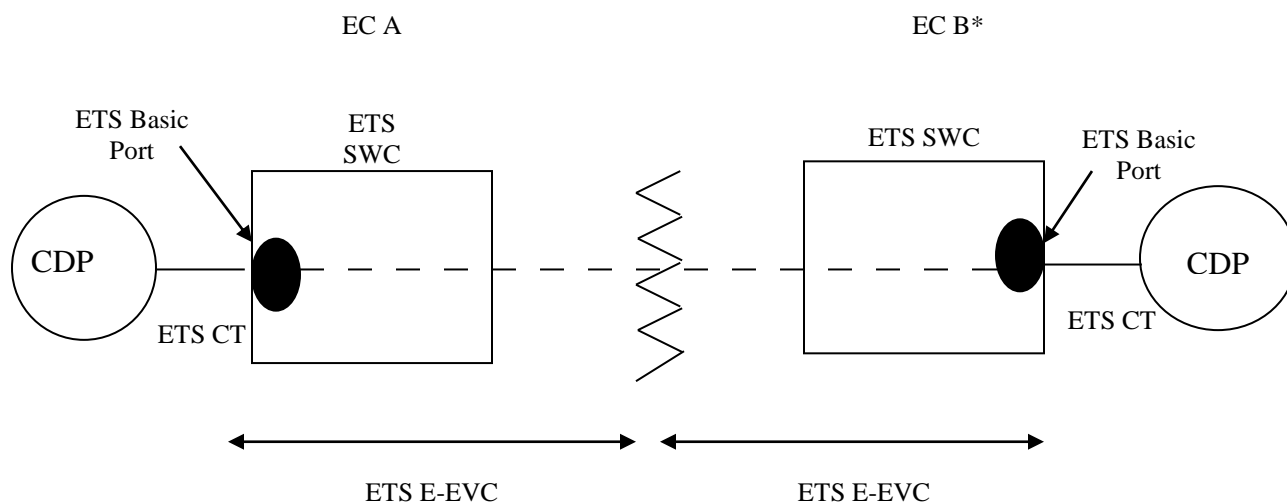 EC A
EC B*
ETS Basic
Port
ETS
SWC
ETS SWC
ETS Basic
Port
CDP
CDP
ETS CT
ETS CT
ETS E-EVC
ETS E-EVC